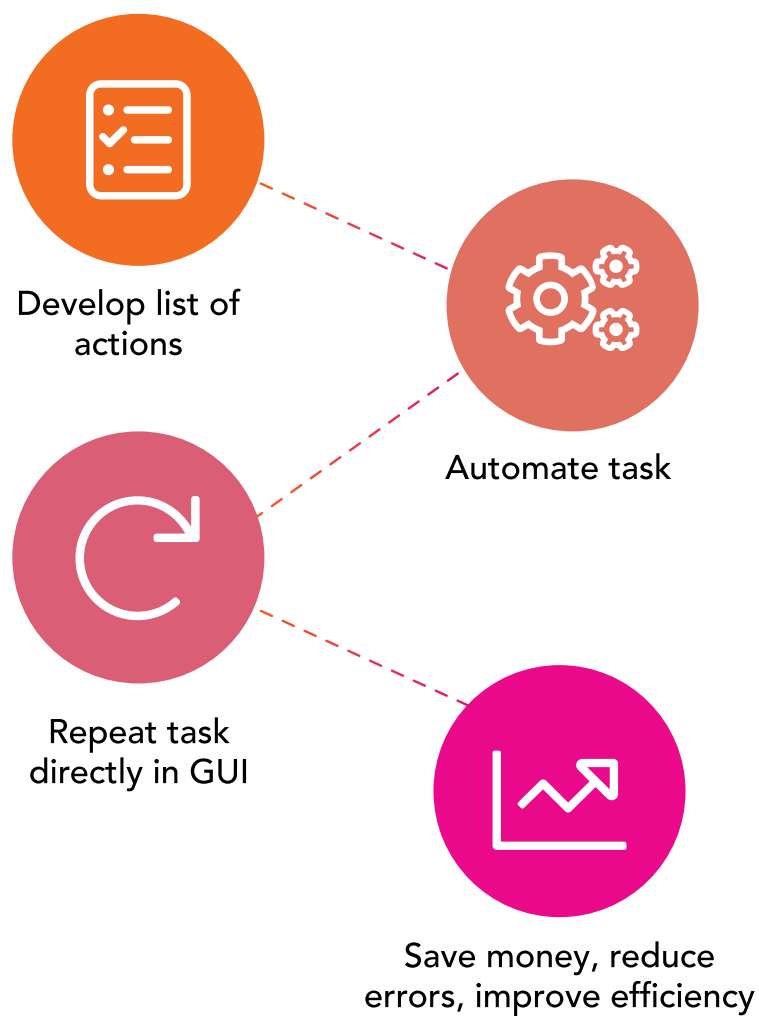 Develop list of
actions
Automate task
Repeat task
directly in GUI
Save money, reduce
errors, improve efficiency